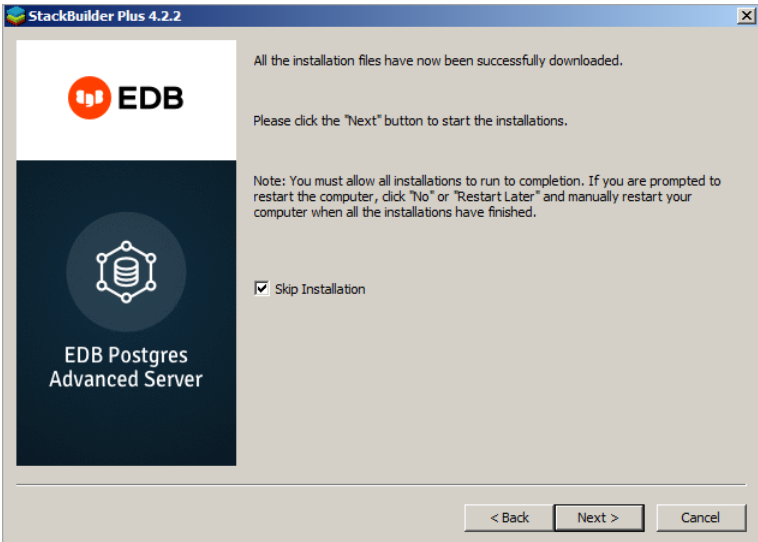 StackBuilder Plus 4.2.2
EDB
All the installation files have now been successfully downloaded.
Please click the "Next" button to start the installations.
Note: You must allow all installations to run to completion. If you are prompted to
restart the computer, click "No" or "Restart Later" and manually restart your
computer when all the installations have finished.
Skip Installation
EDB Postgres
Advanced Server
< Back
Next >
Cancel